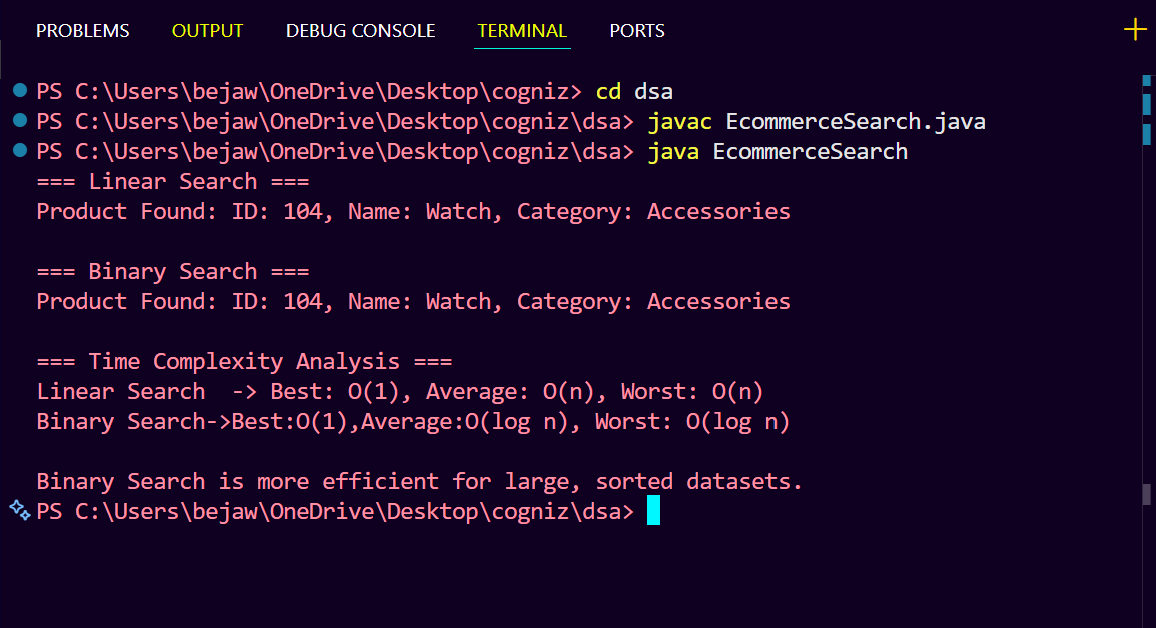 PROBLEMS OUTPUT DEBUG CONSOLE TERMINAL PORTS
PS C:\Users\bejaw\OneDrive\Desktop\cogniz> cd dsa
PS C:\Users\bejaw\OneDrive\Desktop\cogniz\dsa> javac EcommerceSearch.java
PS C:\Users\bejaw\OneDrive\Desktop\cogniz\dsa> java EcommerceSearch
=== Linear Search ===
Product Found: ID: 104, Name: Watch, Category: Accessories
=== Binary Search ===
Product Found: ID: 104, Name: Watch, Category: Accessories
=== Time Complexity Analysis ===
Linear Search  -> Best: O(1), Average: O(n), Worst: O(n)
Binary Search->Best:O(1),Average:O(log n), Worst: O(log n)
Binary Search is more efficient for large, sorted datasets.
PS C:\Users\bejaw\OneDrive\Desktop\cogniz\dsa>